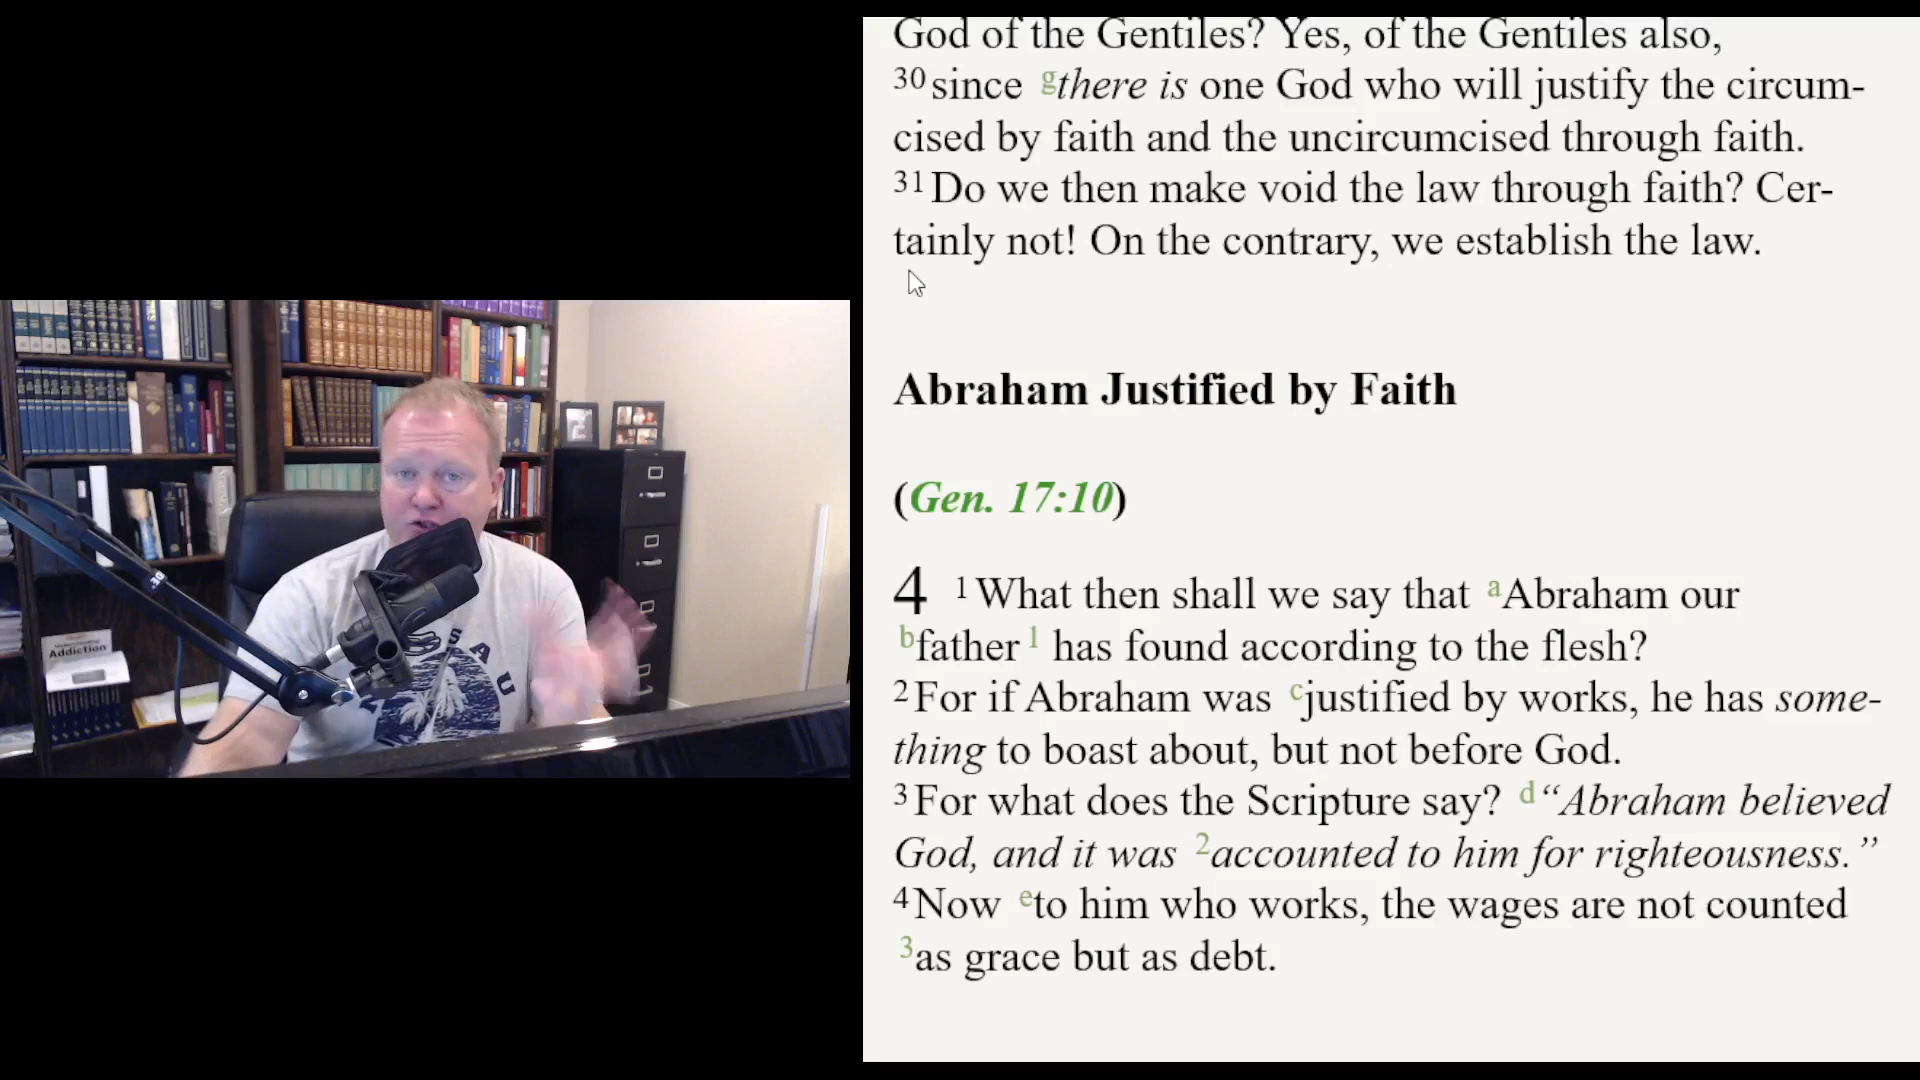 God of the Gentiles? Yes, of the Gentiles also,
30 since g there is one God who will justify the circum-
cised by faith and the uncircumcised through faith.
31 Do we then make void the law through faith? Cer-
tainly not! On the contrary, we establish the law.
Abraham Justified by Faith
(Gen. 17:10)
4 1 What then shall we say that a Abraham our
b father 1 has found according to the flesh?
2 For if Abraham was c justified by works, he has some-
thing to boast about, but not before God.
3 For what does the Scripture say? d “Abraham believed
God, and it was 2 accounted to him for righteousness.”
4 Now e to him who works, the wages are not counted
3 as grace but as debt.
Addiction
S A U